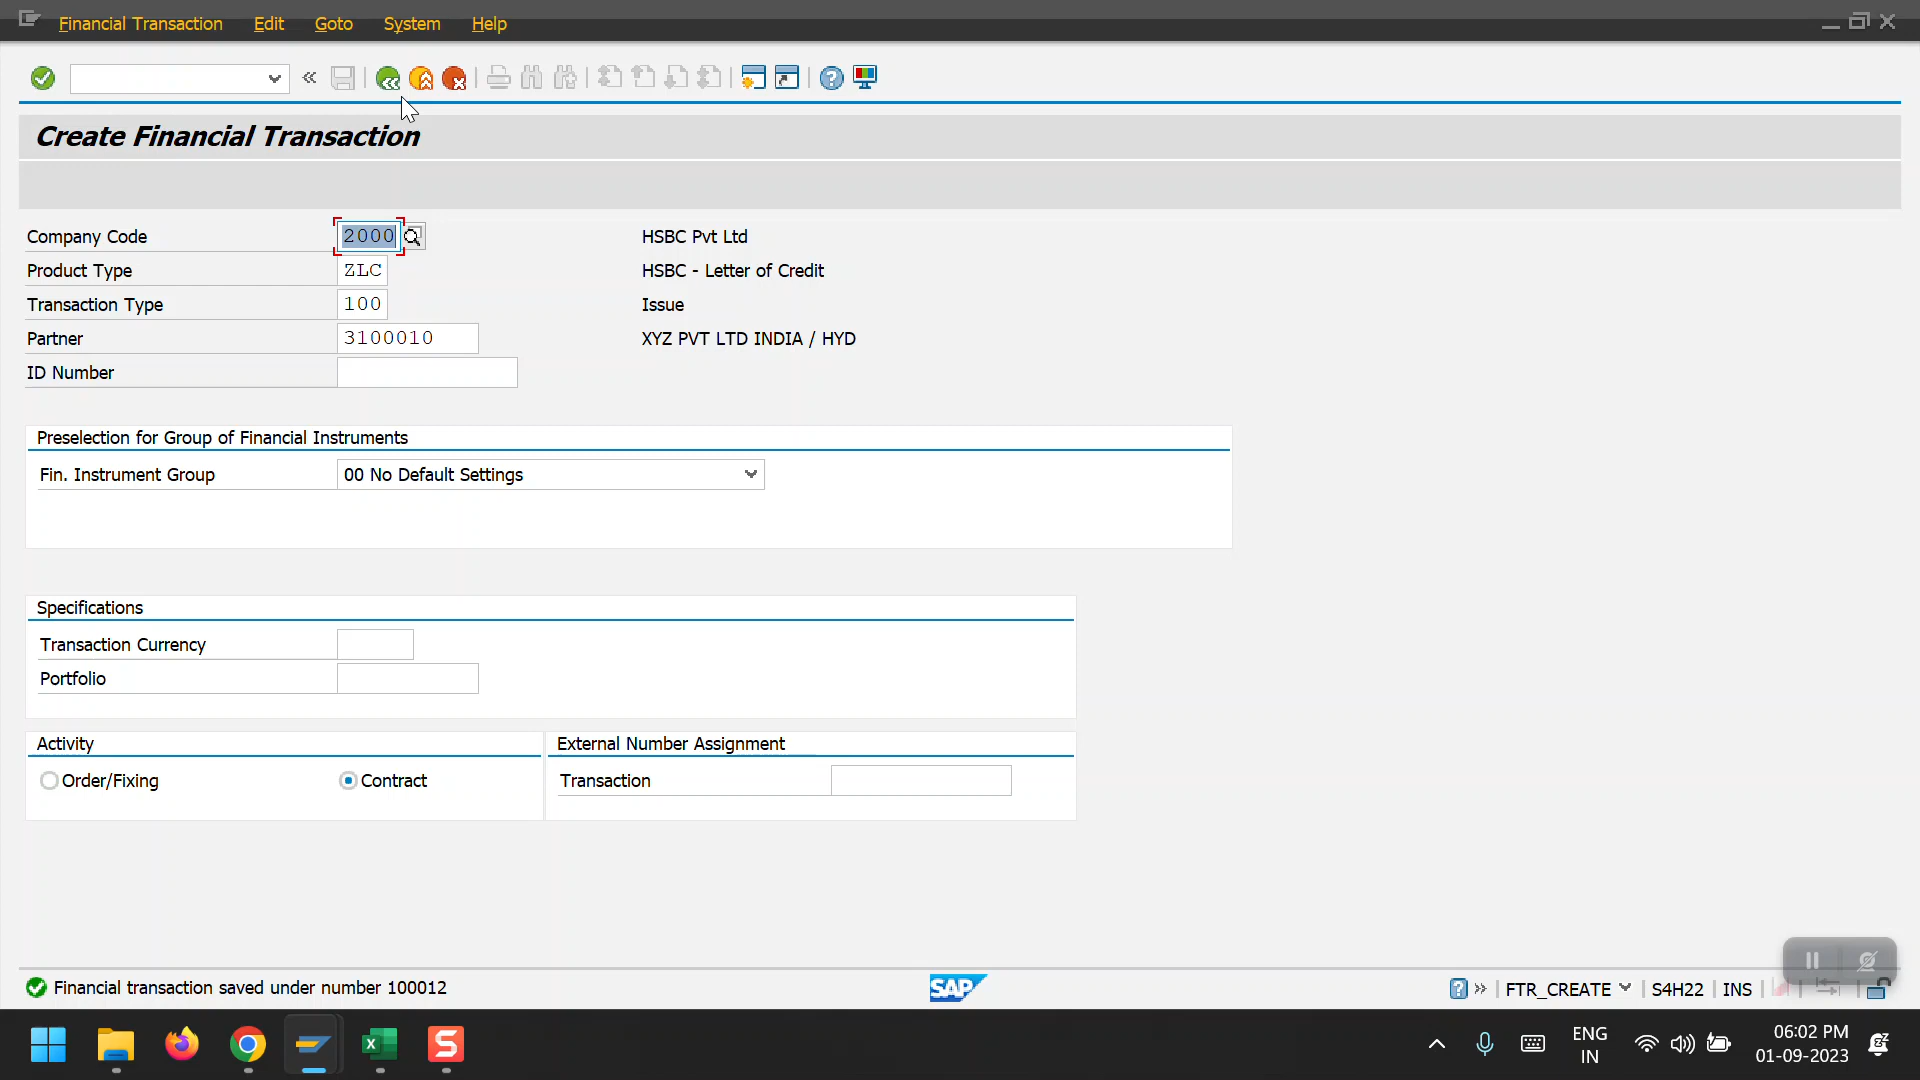 Financial Transaction Edit Goto System Help
Create Financial Transaction
Company Code 2000 HSBC Pvt Ltd
Product Type ZLC HSBC - Letter of Credit
Transaction Type 100 Issue
Partner 3100010 XYZ PVT LTD INDIA / HYD
ID Number
Preselection for Group of Financial Instruments
Fin. Instrument Group 00 No Default Settings
Specifications
Transaction Currency
Portfolio
Activity External Number Assignment
Order/Fixing Contract Transaction
Financial transaction saved under number 100012 SAP FTR_CREATE S4H22 INS
ENG 06:02 PM
IN 01-09-2023